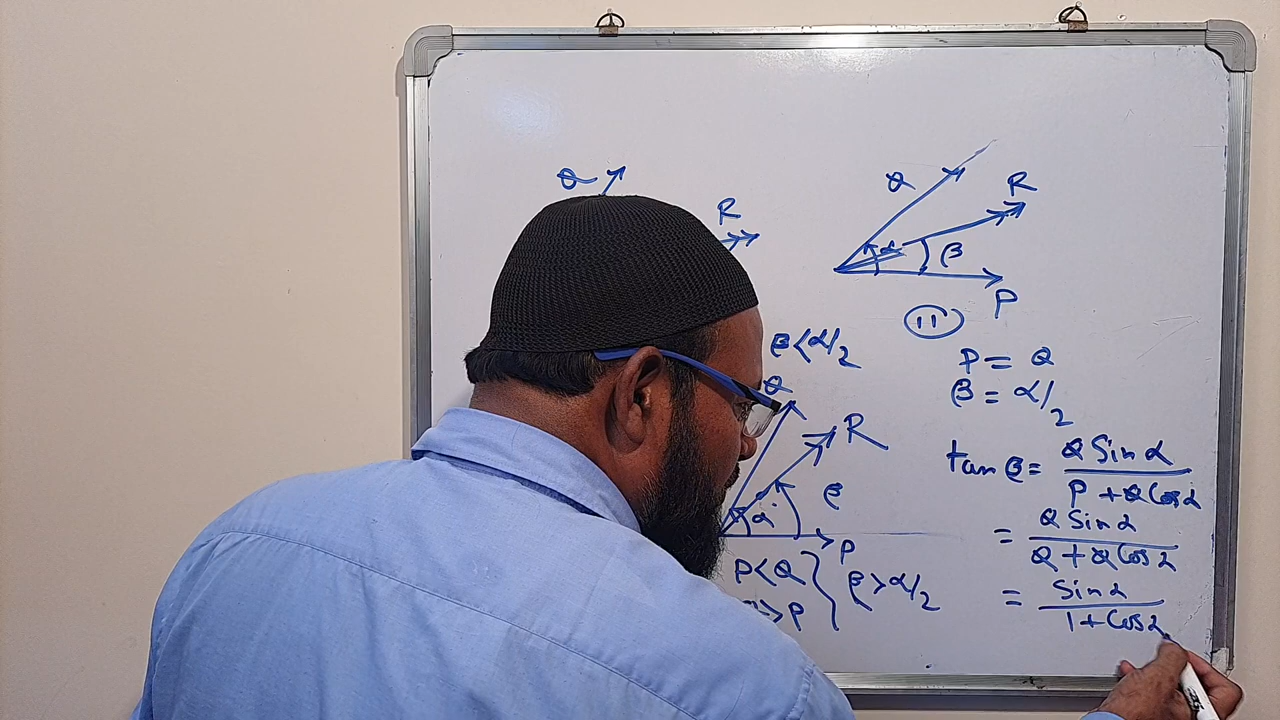 Q
R
Q
R
α
β
P
11
β<α/2
P = Q
β = α/2
Q
R
α
β
P
P<Q
>P
β>α/2
tan β = Q Sin α / P + Q Cos α
= Q Sin α / Q + Q Cos α
= Sin α / 1 + Cos α